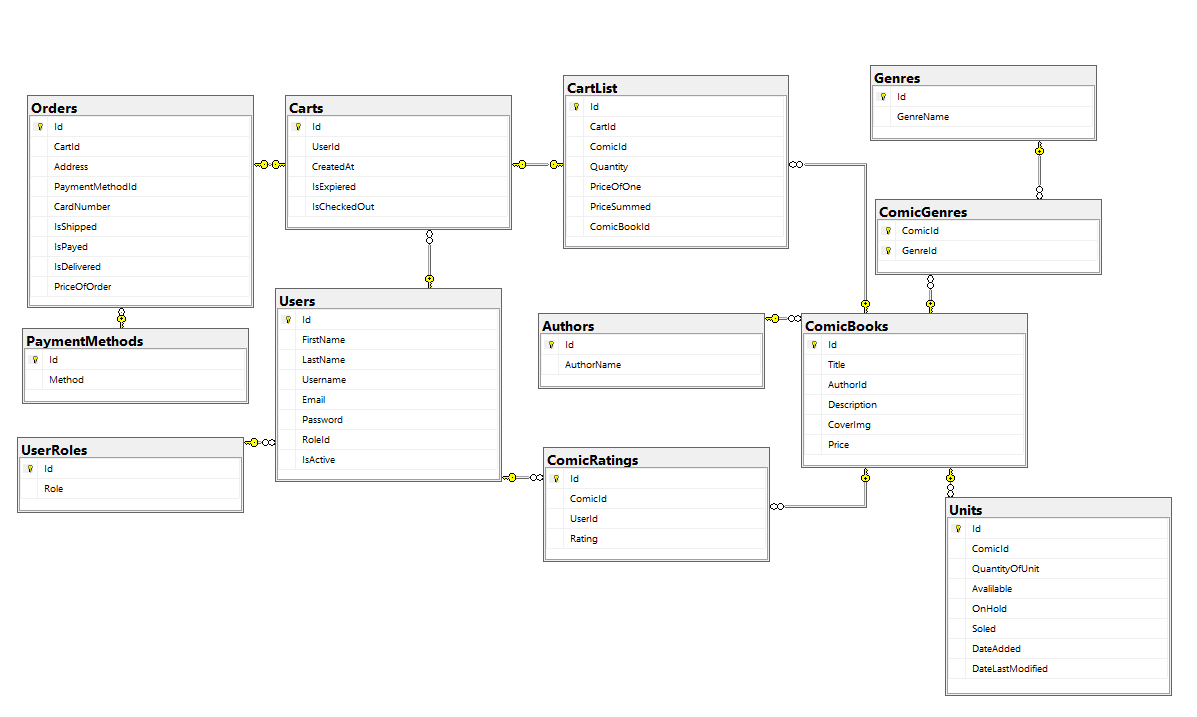 Orders
Id
CartId
Address
PaymentMethodId
CardNumber
IsShipped
IsPayed
IsDelivered
PriceOfOrder
Carts
Id
UserId
CreatedAt
IsExpiered
IsCheckedOut
CartList
Id
CartId
ComicId
Quantity
PriceOfOne
PriceSummed
ComicBookId
Genres
Id
GenreName
ComicGenres
ComicId
GenreId
PaymentMethods
Id
Method
Users
Id
FirstName
LastName
Username
Email
Password
RoleId
IsActive
Authors
Id
AuthorName
ComicBooks
Id
Title
AuthorId
Description
CoverImg
Price
UserRoles
Id
Role
ComicRatings
Id
ComicId
UserId
Rating
Units
Id
ComicId
QuantityOfUnit
Avalilable
OnHold
Soled
DateAdded
DateLastModified